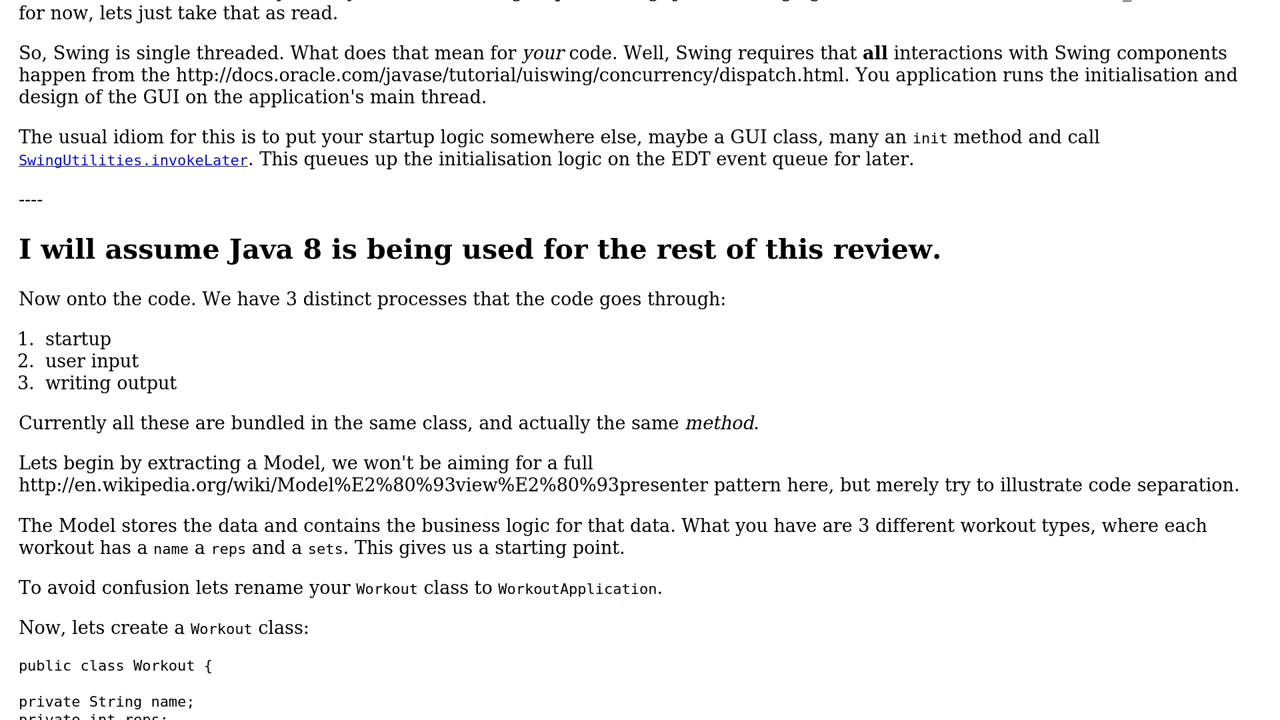 for now, lets just take that as read.
So, Swing is single threaded. What does that mean for your code. Well, Swing requires that all interactions with Swing components
happen from the http://docs.oracle.com/javase/tutorial/uiswing/concurrency/dispatch.html. You application runs the initialisation and
design of the GUI on the application's main thread.
The usual idiom for this is to put your startup logic somewhere else, maybe a GUI class, many an init method and call
SwingUtilities.invokeLater. This queues up the initialisation logic on the EDT event queue for later.
----
I will assume Java 8 is being used for the rest of this review.
Now onto the code. We have 3 distinct processes that the code goes through:
1. startup
2. user input
3. writing output
Currently all these are bundled in the same class, and actually the same method.
Lets begin by extracting a Model, we won't be aiming for a full
http://en.wikipedia.org/wiki/Model%E2%80%93view%E2%80%93presenter pattern here, but merely try to illustrate code separation.
The Model stores the data and contains the business logic for that data. What you have are 3 different workout types, where each
workout has a name a reps and a sets. This gives us a starting point.
To avoid confusion lets rename your Workout class to WorkoutApplication.
Now, lets create a Workout class:
public class Workout {
private String name;
private int reps;